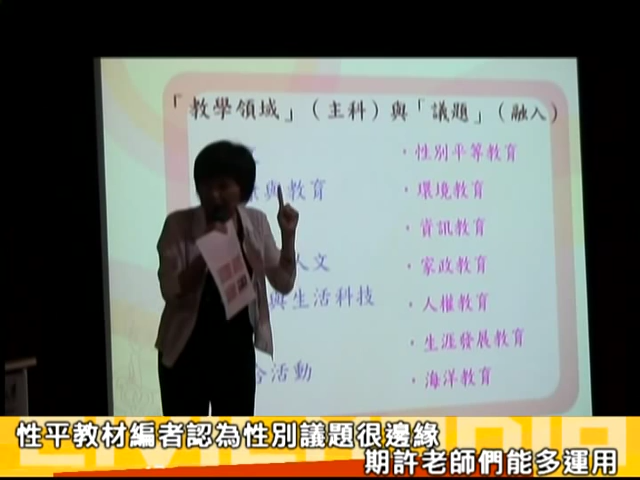 「教學領域」(主科)與「議題」(融入)
與教育
人文
與生活科技
合活動
・性別平等教育
・環境教育
・資訊教育
・家政教育
・人權教育
・生涯發展教育
・海洋教育
性平教材編者認為性別議題很邊緣
期許老師們能多運用